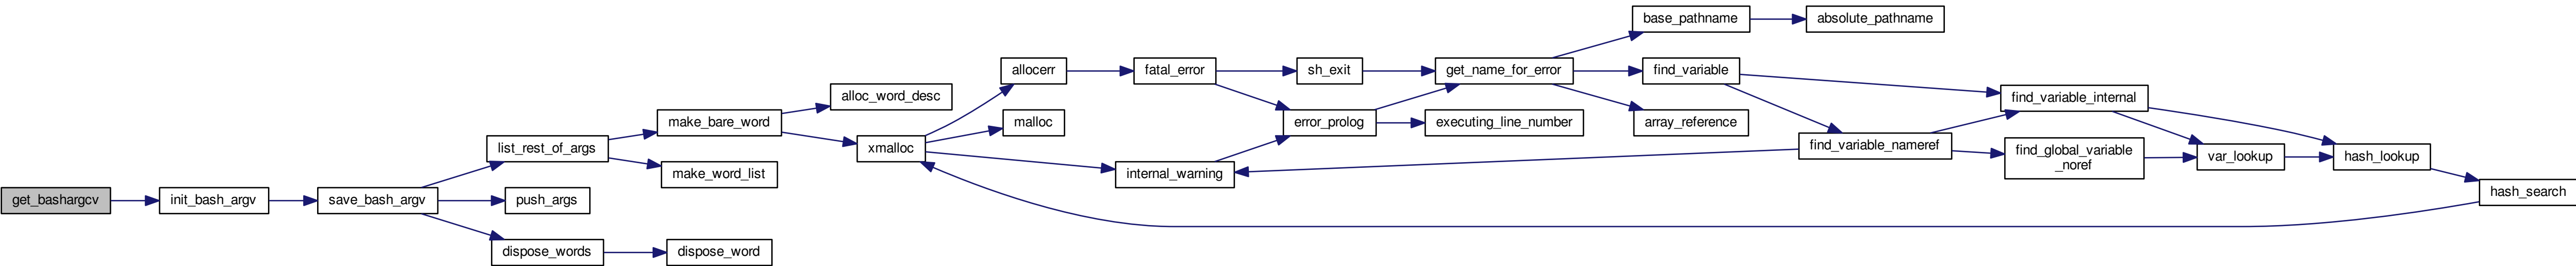 get_bashargcv
init_bash_argv
save_bash_argv
list_rest_of_args
push_args
dispose_words
make_bare_word
make_word_list
dispose_word
alloc_word_desc
xmalloc
allocerr
malloc
internal_warning
fatal_error
sh_exit
error_prolog
get_name_for_error
executing_line_number
base_pathname
find_variable
array_reference
absolute_pathname
find_variable_nameref
find_variable_internal
find_global_variable
_noref
var_lookup
hash_lookup
hash_search